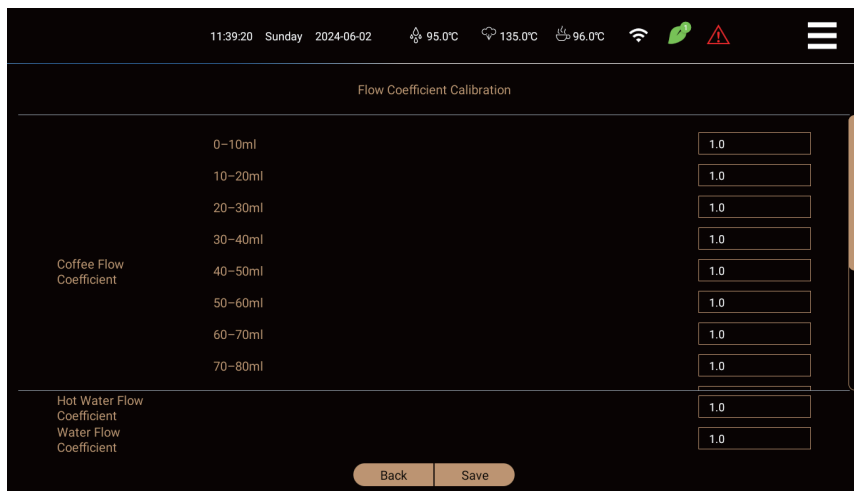 11:39:20 Sunday 2024-06-02 95.0℃ 135.0℃ 96.0℃ 1
Flow Coefficient Calibration
0–10ml 1.0
10–20ml 1.0
20–30ml 1.0
30–40ml 1.0
Coffee Flow
Coefficient
40–50ml 1.0
50–60ml 1.0
60–70ml 1.0
70–80ml 1.0
Hot Water Flow
Coefficient
1.0
Water Flow
Coefficient
1.0
Back Save